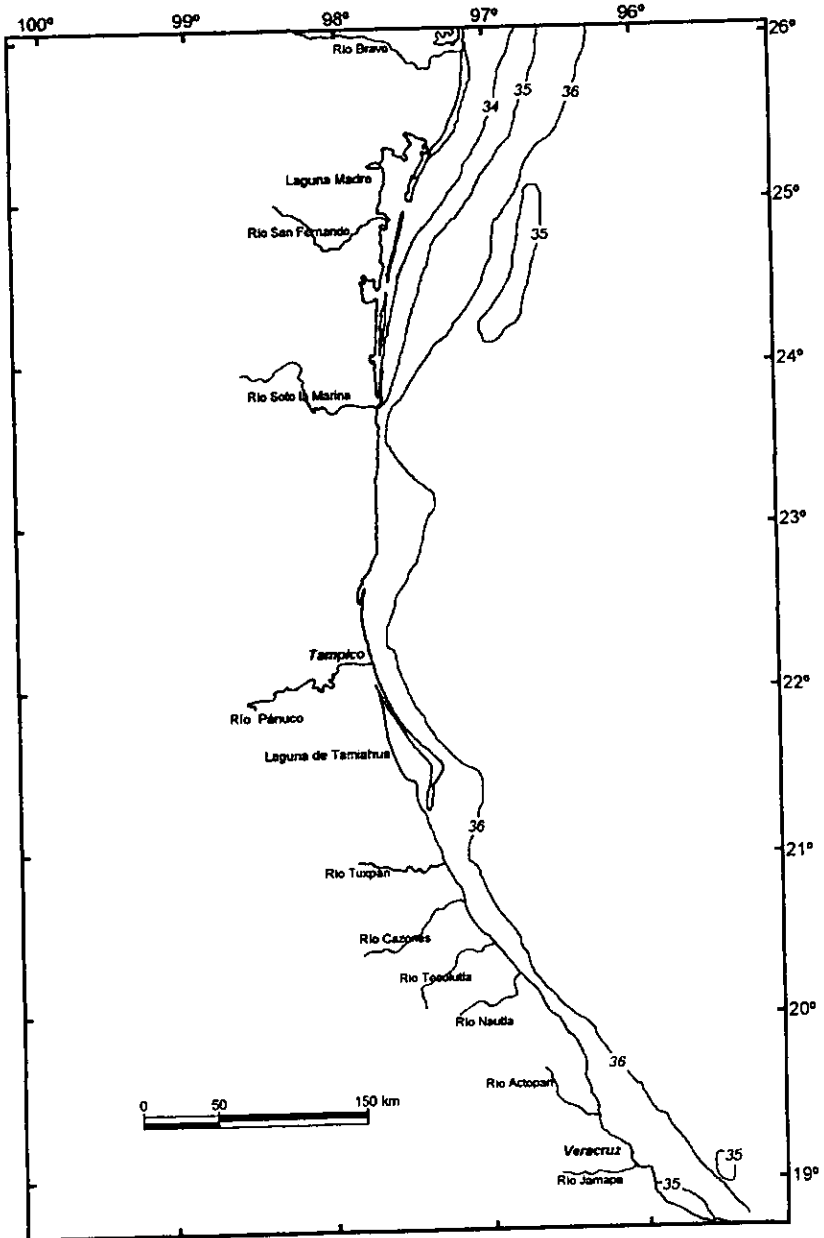 100° 99° 98° 97° 96°
26°
Río Bravo
34 35 36
Laguna Madre
25°
Río San Fernando
35
24°
Río Soto la Marina
23°
Tampico
22°
Río Pánuco
Laguna de Tamiahua
36
21°
Río Tuxpán
Río Cazones
Río Tecolutla
20°
Río Nautla
36
Río Actopan
0 50 150 km
Veracruz
35
19°
Río Jamapa
35